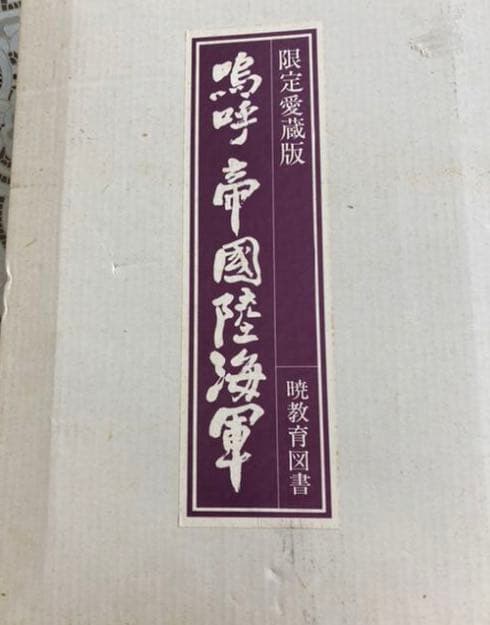 限定愛蔵版
嗚呼 帝國陸海軍
暁教育図書